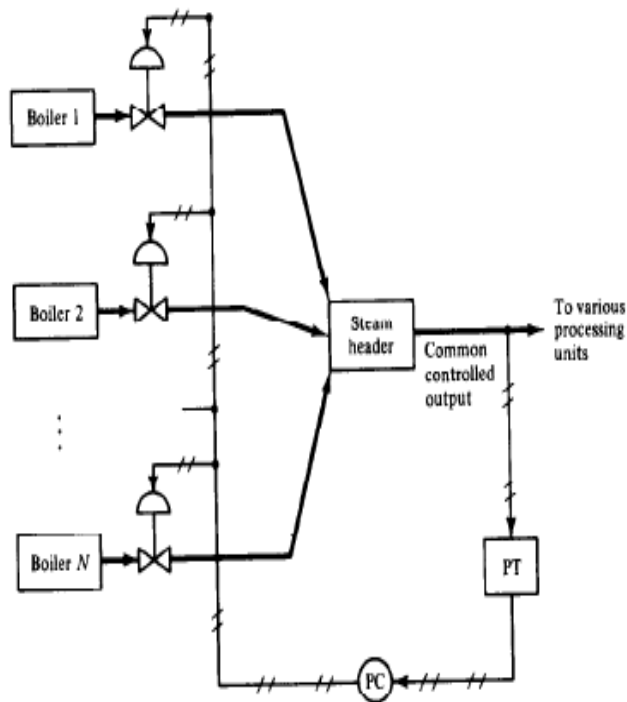 Boiler 1
Boiler 2
Steam
header
To various
processing
units
Common
controlled
output
Boiler N
PT
PC